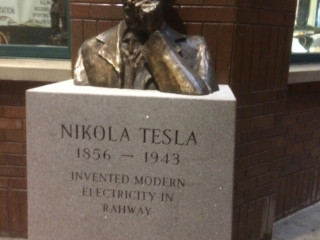 NIKOLA TESLA
1856 — 1943
INVENTED MODERN
ELECTRICITY IN
RAHWAY